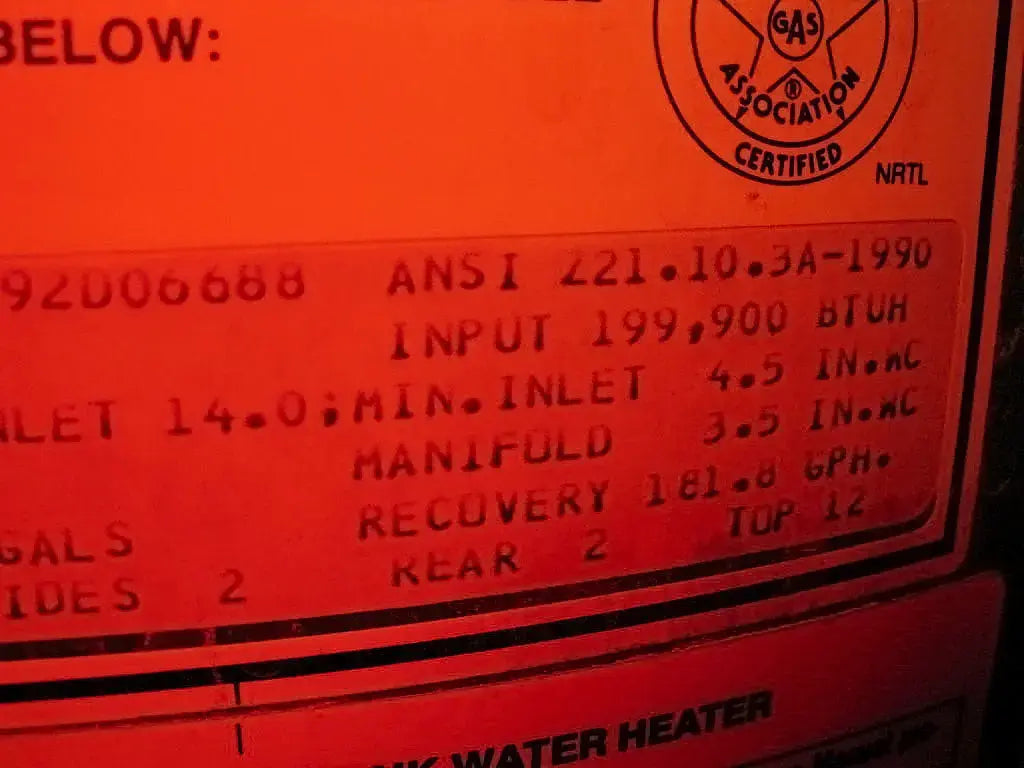 BELOW:
GAS
ASSOCIATION
®
CERTIFIED
NRTL
92D06688 ANSI Z21.10.3A-1990
INPUT 199,900 BTUH
NLET 14.0;MIN.INLET 4.5 IN.WC
MANIFOLD 3.5 IN.WC
RECOVERY 181.8 GPH.
GALS
IDES 2 REAR 2 TOP 12
NK WATER HEATER